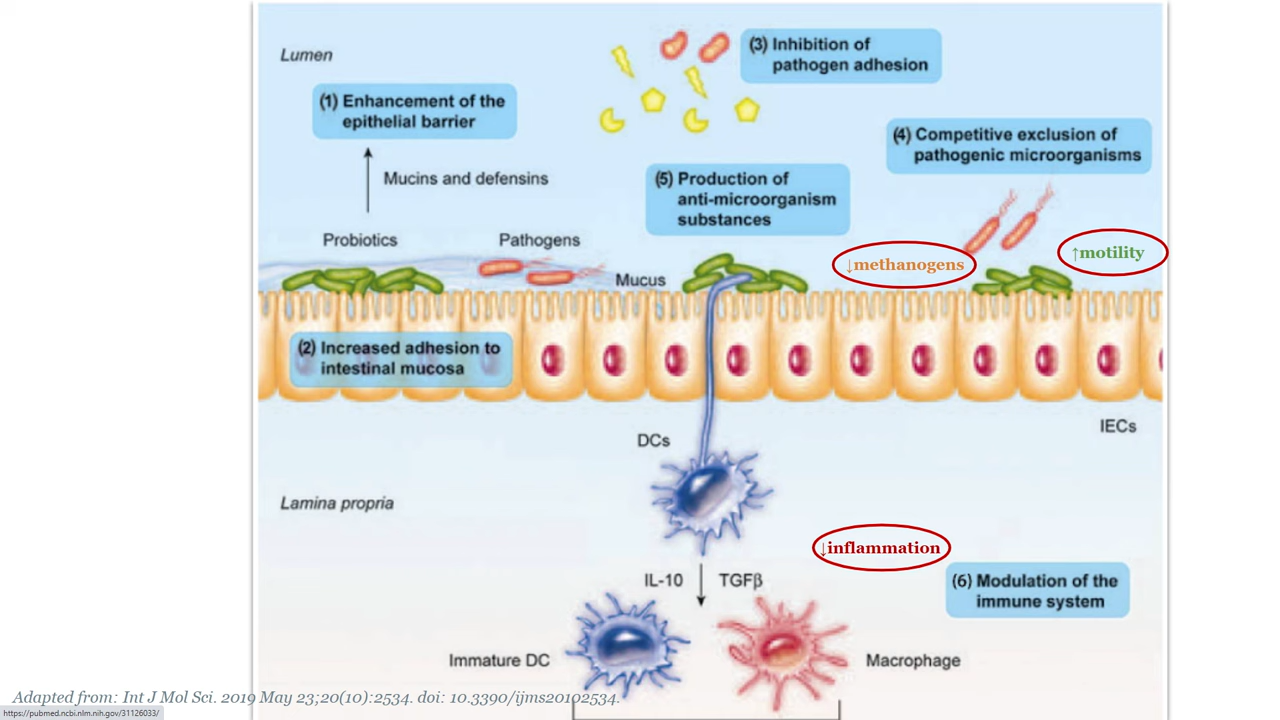 Lumen
(3) Inhibition of
pathogen adhesion
(1) Enhancement of the
epithelial barrier
(4) Competitive exclusion of
pathogenic microorganisms
Mucins and defensins
(5) Production of
anti-microorganism
substances
Probiotics
Pathogens
↑motility
↓methanogens
Mucus
(2) Increased adhesion to
intestinal mucosa
IECs
DCs
Lamina propria
↓inflammation
IL-10
TGFβ
(6) Modulation of the
immune system
Immature DC
Macrophage
Adapted from: Int J Mol Sci. 2019 May 23;20(10):2534. doi: 10.3390/ijms20102534.
https://pubmed.ncbi.nlm.nih.gov/31126033/